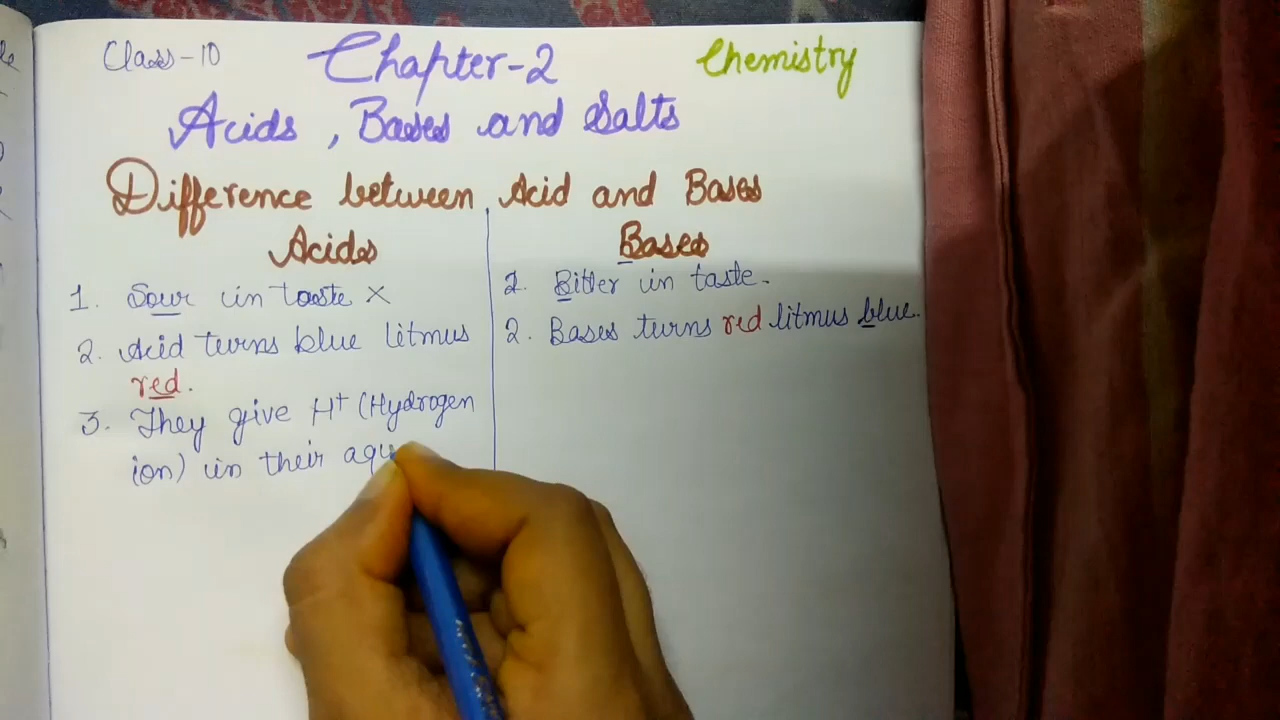 Class-10
Chapter-2
Chemistry
Acids, Bases and Salts
Difference between Acid and Bases
Acids
1. Sour in taste ×
2. Acid turns blue litmus
red.
3. They give H+ (Hydrogen
ion) in their aqu
Bases
1. Bitter in taste.
2. Bases turns red litmus blue.